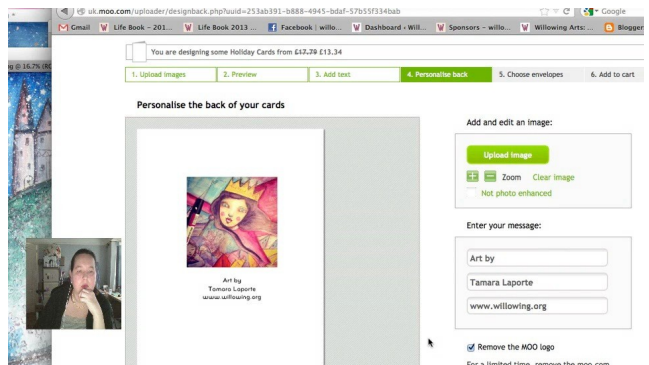 uk.moo.com/uploader/designback.php?uuid=253ab391-b888-4945-bdaf-57b55f334bab
Google
Gmail
Life Book - 201...
Life Book 2013 ...
Facebook | willo...
Dashboard ‹ Will...
Sponsors - willo...
Willowing Arts: ...
Blogger
You are designing some Holiday Cards from £17.79 £13.34
ng @ 16.7% (RG
1. Upload images
2. Preview
3. Add text
4. Personalise back
5. Choose envelopes
6. Add to cart
Personalise the back of your cards
Art by
Tamara Laporte
www.willowing.org
Add and edit an image:
Upload image
Zoom
Clear image
Not photo enhanced
Enter your message:
Art by
Tamara Laporte
www.willowing.org
Remove the MOO logo
For a limited time, remove the moo.com